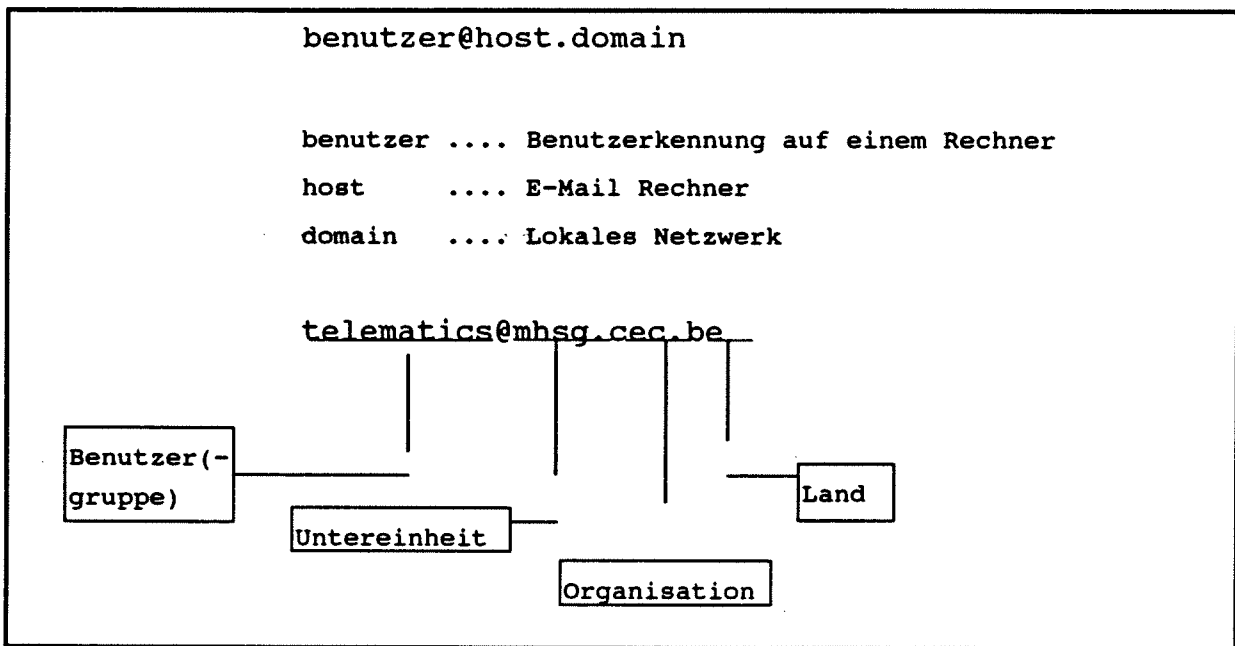 benutzer@host.domain
benutzer .... Benutzerkennung auf einem Rechner
host .... E-Mail Rechner
domain .... Lokales Netzwerk
telematics@mhsg.cec.be
Benutzer(-
gruppe)
Land
Untereinheit
Organisation